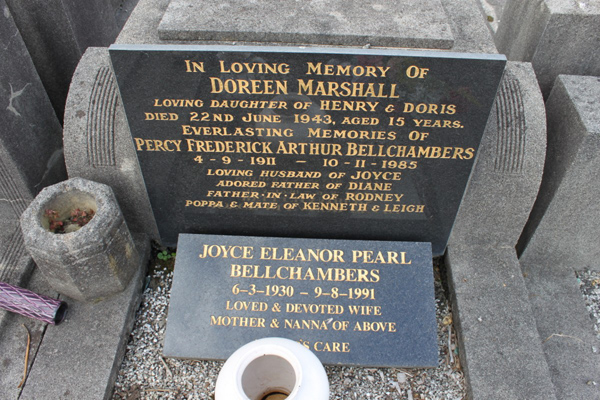 In Loving Memory Of
Doreen Marshall
Loving daughter of Henry & Doris
Died 22nd June 1943, aged 15 years.
Everlasting Memories Of
Percy Frederick Arthur Bellchambers
4-9-1911 — 10-11-1985
Loving husband of Joyce
Adored father of Diane
Father-in-law of Rodney
Poppa & mate of Kenneth & Leigh
Joyce Eleanor Pearl
Bellchambers
6-3-1930 – 9-8-1991
Loved & devoted wife
Mother & Nanna of above
Care